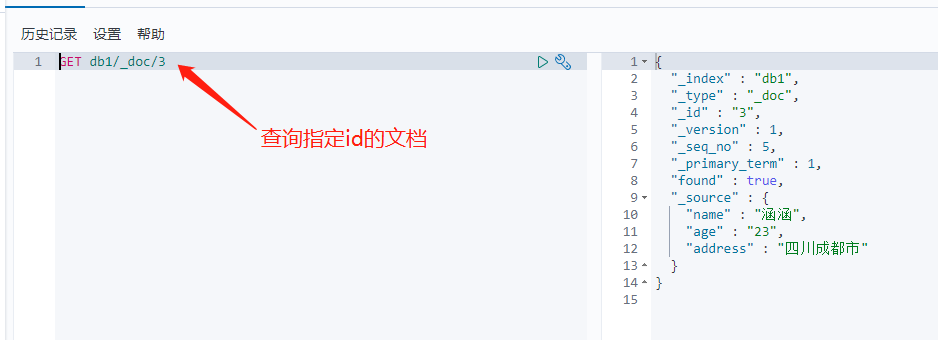 历史记录 设置 帮助
1 GET db1/_doc/3
查询指定id的文档
1 {
2 "_index" : "db1",
3 "_type" : "_doc",
4 "_id" : "3",
5 "_version" : 1,
6 "_seq_no" : 5,
7 "_primary_term" : 1,
8 "found" : true,
9 "_source" : {
10 "name" : "涵涵",
11 "age" : "23",
12 "address" : "四川成都市"
13 }
14 }
15